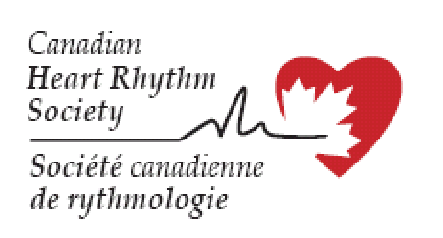 Canadian
Heart Rhythm
Society
Société canadienne
de rythmologie